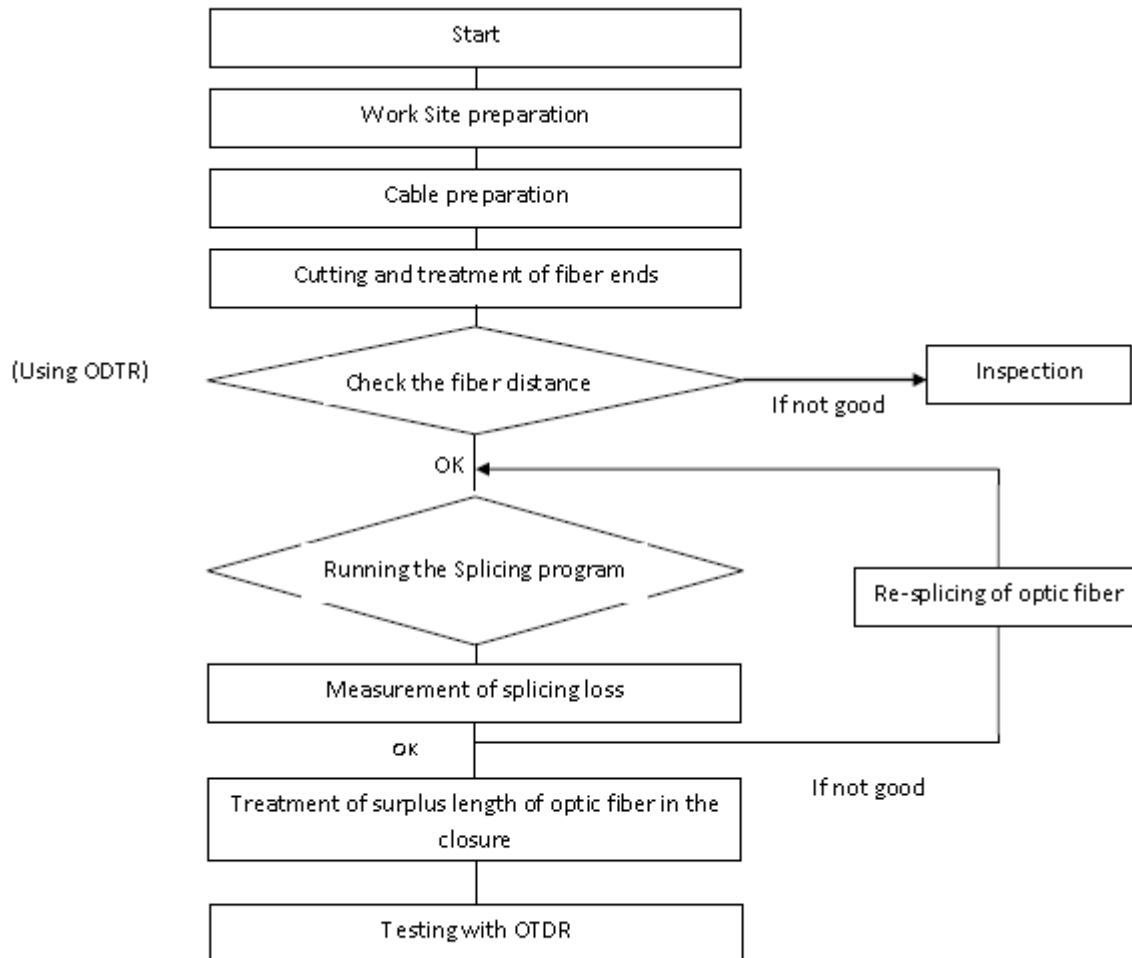 Start
Work Site preparation
Cable preparation
Cutting and treatment of fiber ends
(Using ODTR)
Check the fiber distance
Inspection
If not good
OK
Running the Splicing program
Re-splicing of optic fiber
Measurement of splicing loss
OK
If not good
Treatment of surplus length of optic fiber in the
closure
Testing with OTDR